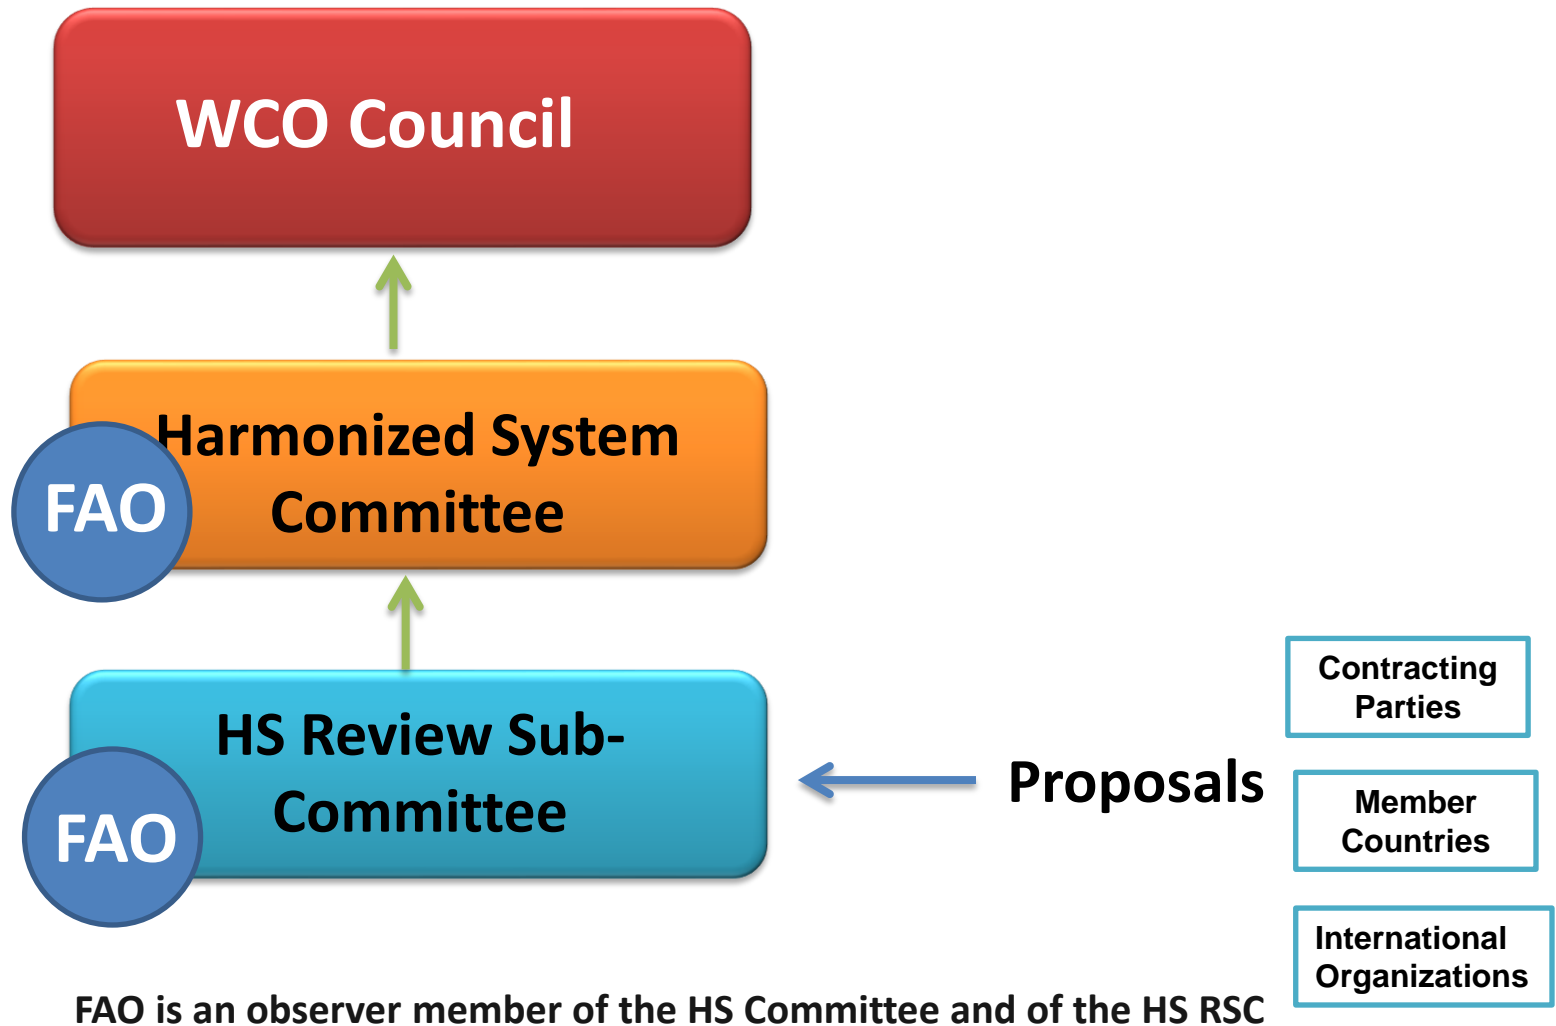 WCO Council
Harmonized System
Committee
FAO
HS Review Sub-
Committee
FAO
Proposals
Contracting
Parties
Member
Countries
International
Organizations
FAO is an observer member of the HS Committee and of the HS RSC